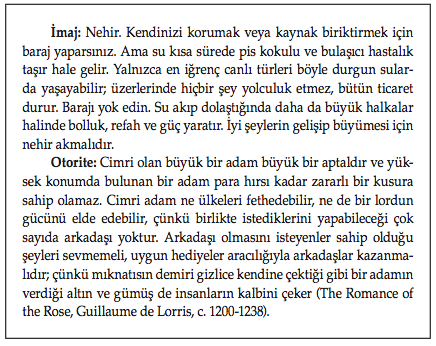 İmaj: Nehir. Kendinizi korumak veya kaynak biriktirmek için
baraj yaparsınız. Ama su kısa sürede pis kokulu ve bulaşıcı hastalık
taşır hale gelir. Yalnızca en iğrenç canlı türleri böyle durgun sular-
da yaşayabilir; üzerlerinde hiçbir şey yolculuk etmez, bütün ticaret
durur. Barajı yok edin. Su akıp dolaştığında daha da büyük halkalar
halinde bolluk, refah ve güç yaratır. İyi şeylerin gelişip büyümesi için
nehir akmalıdır.
Otorite: Cimri olan büyük bir adam büyük bir aptaldır ve yük-
sek konumda bulunan bir adam para hırsı kadar zararlı bir kusura
sahip olamaz. Cimri adam ne ülkeleri fethedebilir, ne de bir lordun
gücünü elde edebilir, çünkü birlikte istediklerini yapabileceği çok
sayıda arkadaşı yoktur. Arkadaşı olmasını isteyenler sahip olduğu
şeyleri sevmemeli, uygun hediyeler aracılığıyla arkadaşlar kazanma-
lıdır; çünkü mıknatısın demiri gizlice kendine çektiği gibi bir adamın
verdiği altın ve gümüş de insanların kalbini çeker (The Romance of
the Rose, Guillaume de Lorris, c. 1200-1238).